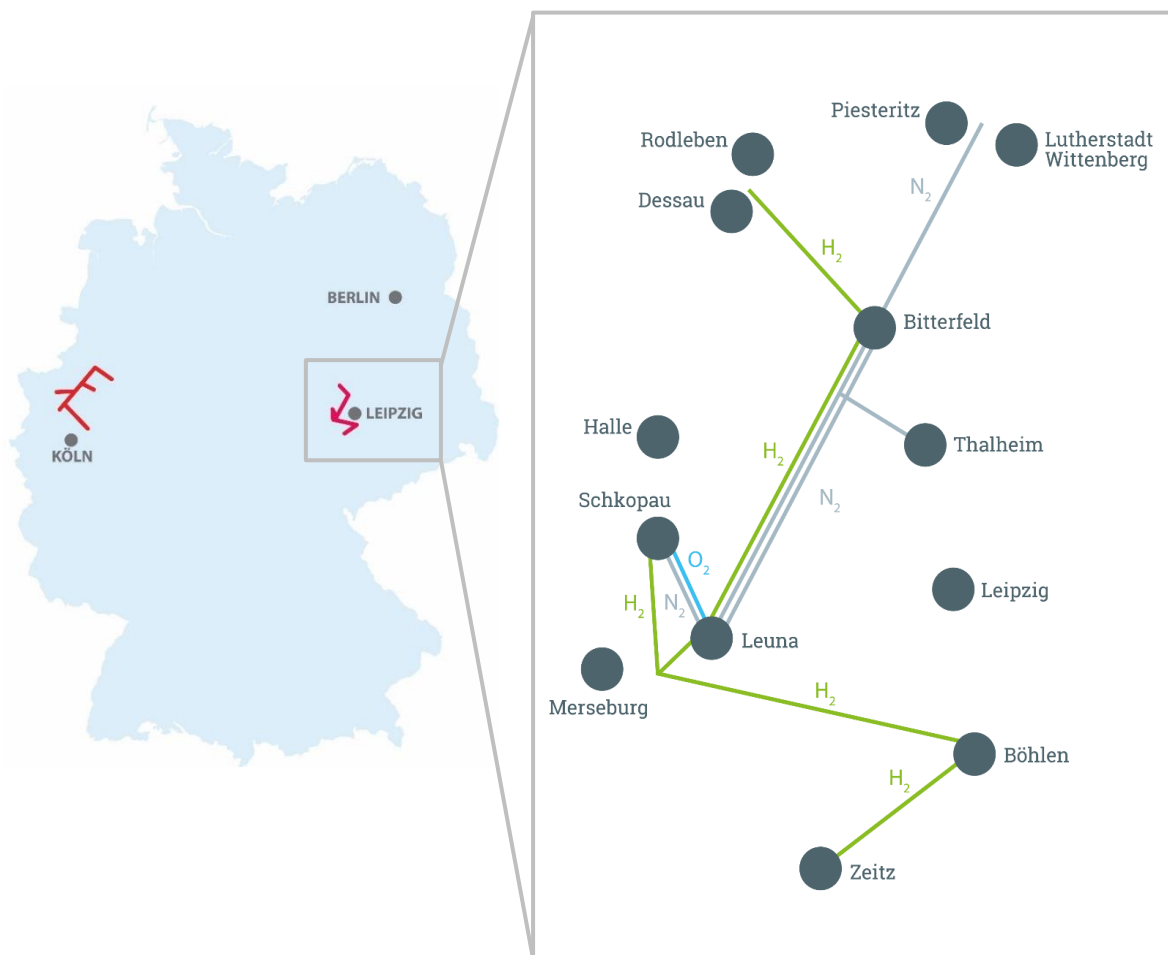 BERLIN
LEIPZIG
KÖLN
Piesteritz
Rodleben
Lutherstadt
Wittenberg
Dessau
N₂
H₂
Bitterfeld
Halle
Thalheim
H₂
Schkopau
N₂
O₂
Leipzig
H₂
N₂
Leuna
Merseburg
H₂
Böhlen
H₂
Zeitz